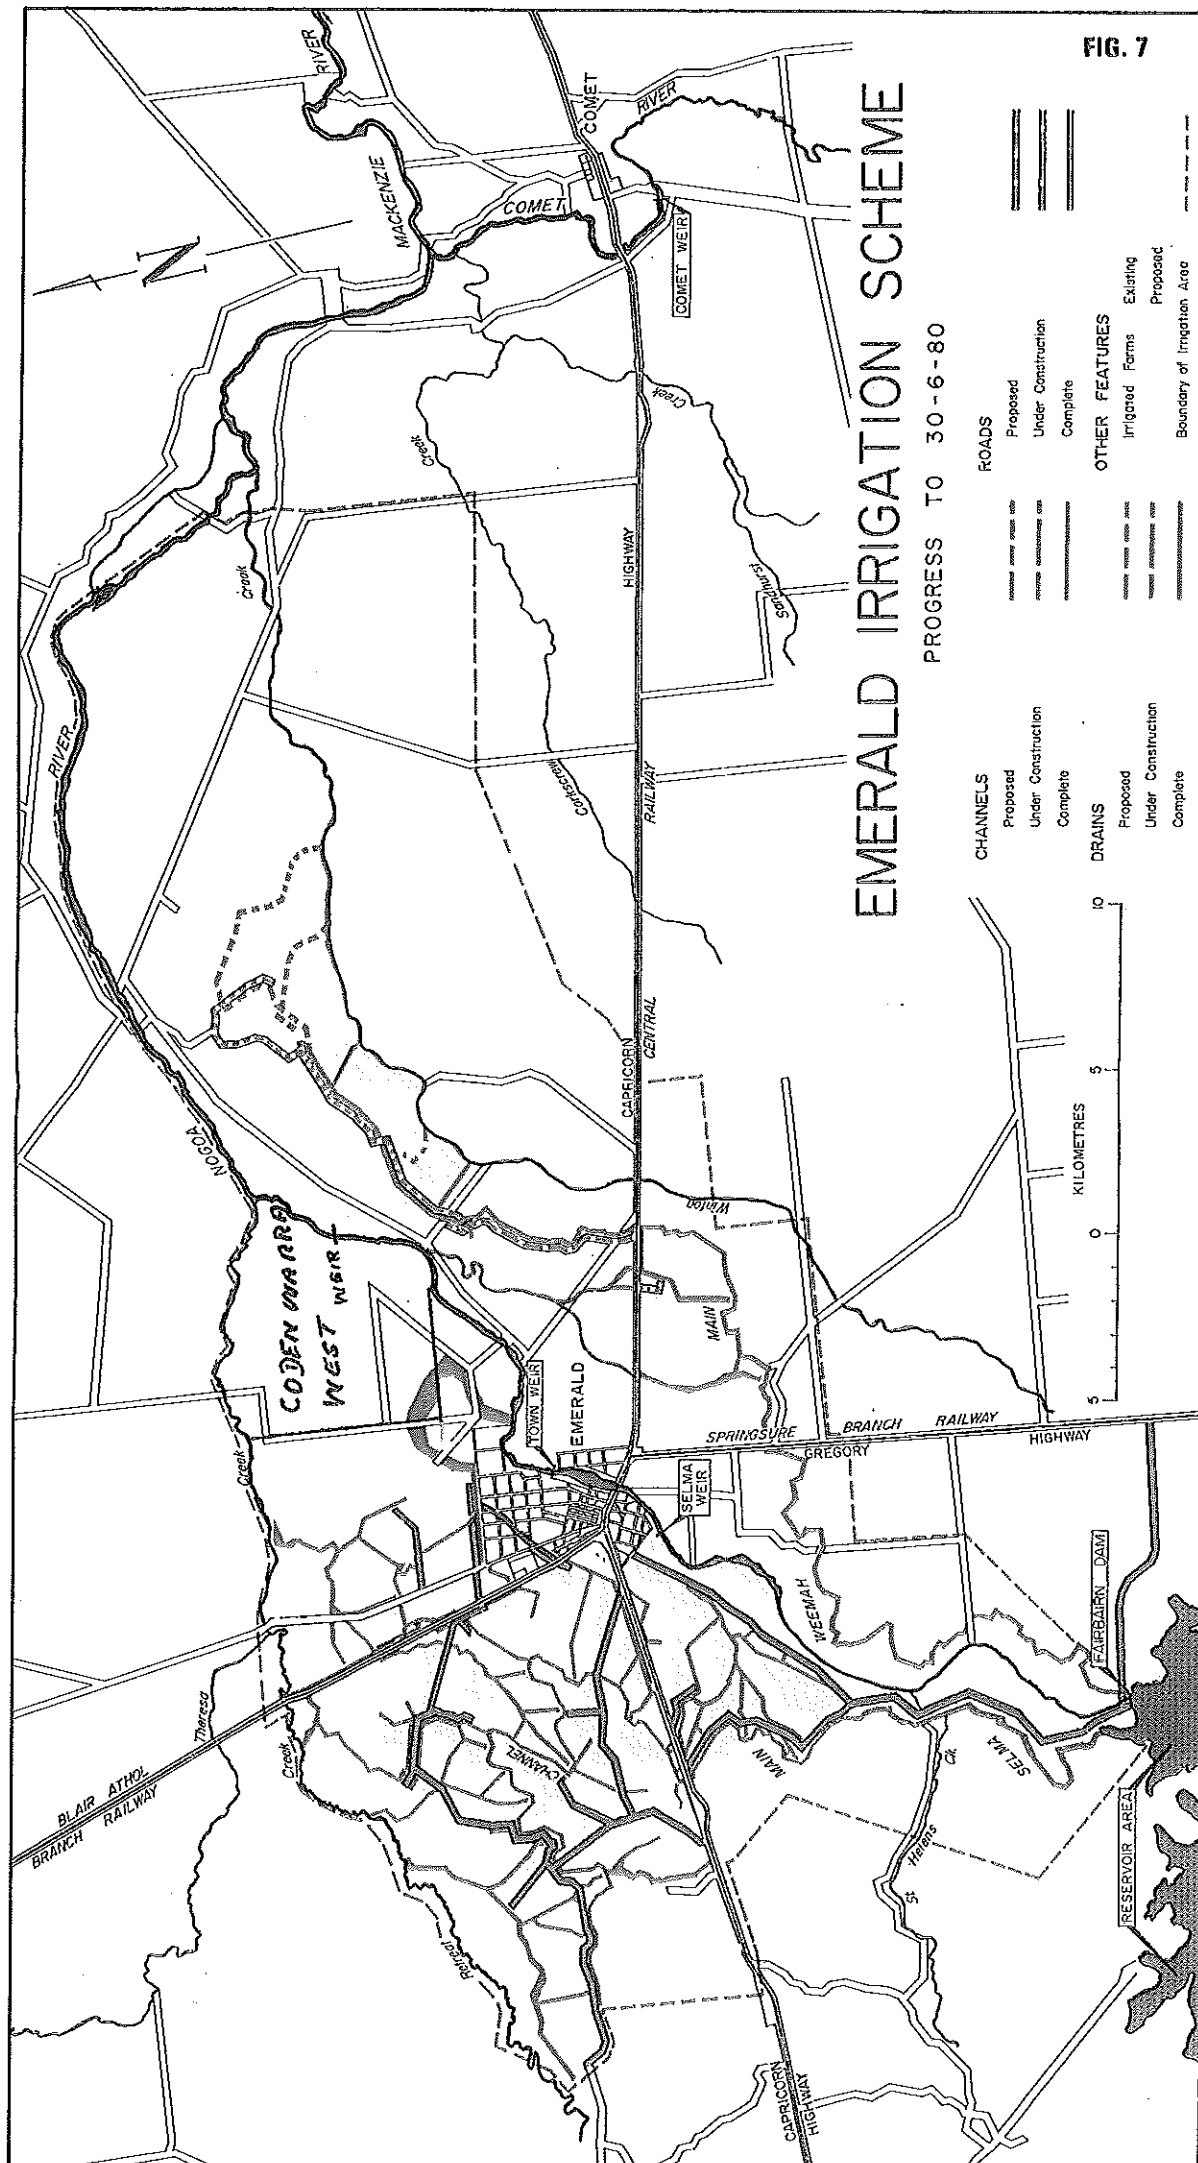 FIG. 7
EMERALD IRRIGATION SCHEME
PROGRESS TO 30-6-80
CHANNELS
Proposed
Under Construction
Complete
DRAINS
Proposed
Under Construction
Complete
ROADS
Proposed
Under Construction
Complete
OTHER FEATURES
Irrigated Farms Existing
Proposed
Boundary of Irrigation Area
5 0 5 10
KILOMETRES
N
RIVER
MACKENZIE
COMET
COMET
RIVER
COMET WEIR
Creek
Creek
Creek
Sandhurst
Corkscrew
HIGHWAY
RAILWAY
CENTRAL
CAPRICORN
RIVER
NOGOA
Winton
CODENWARRA
WEST WEIR
MAIN
TOWN WEIR
EMERALD
SPRINGSURE BRANCH RAILWAY
GREGORY HIGHWAY
SELMA
WEIR
WEEMAH
FAIRBAIRN DAM
Creek
Theresa
Creek
Retreat
BLAIR ATHOL
BRANCH RAILWAY
CHANNEL
MAIN
SELMA
St Helens Ck
RESERVOIR AREA
CAPRICORN
HIGHWAY